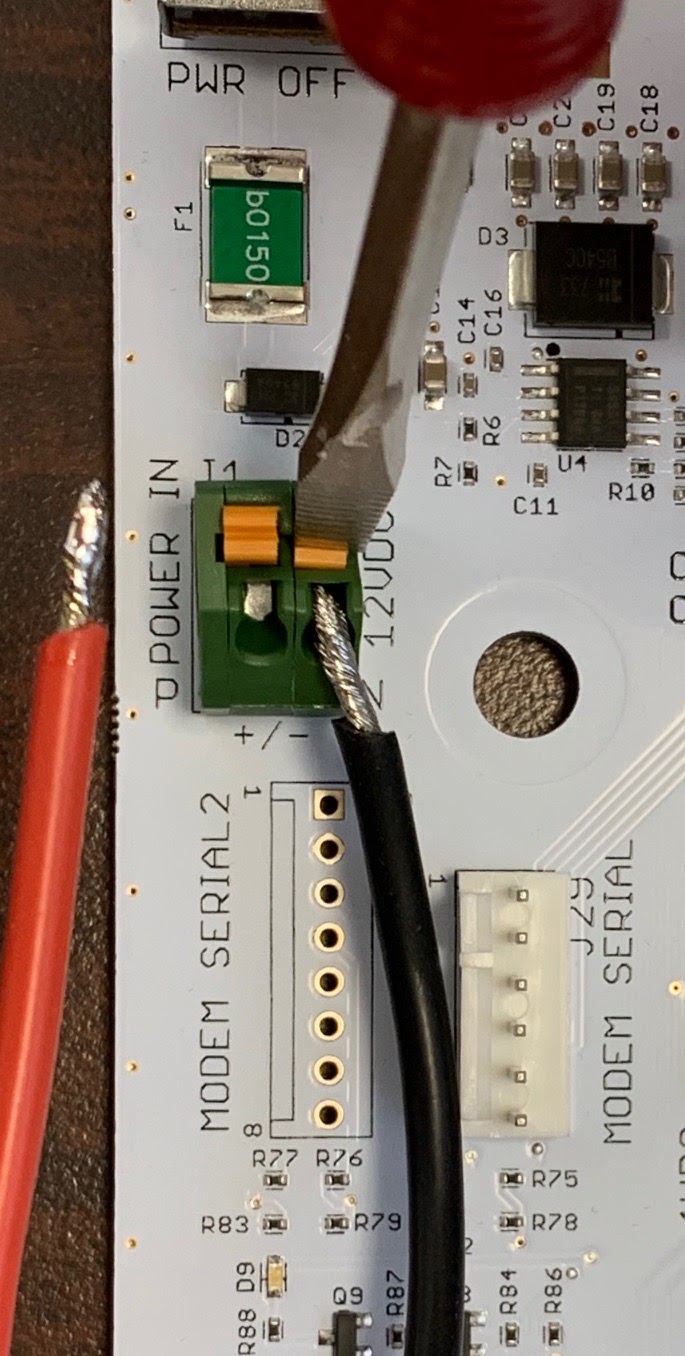 PWR OFF
F1
b0150
C19
C18
D3
B540C
733
C14
C16
D2
R6
R7
U4
C11
R10
POWER IN
12VDC
+/-
1
MODEM SERIAL2
8
1
J29
MODEM SERIAL
R77
R76
R75
R83
R79
R78
D9
Q9
R87
R84
R86
R88